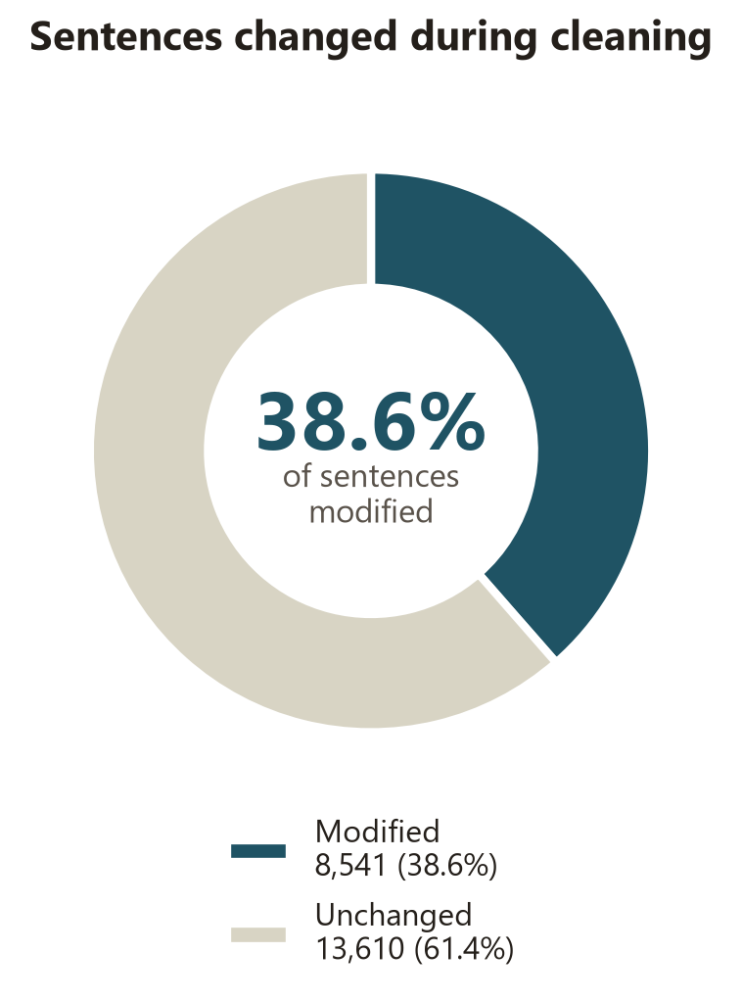 Sentences changed during cleaning
38.6%
of sentences
modified
Modified
8,541 (38.6%)
Unchanged
13,610 (61.4%)